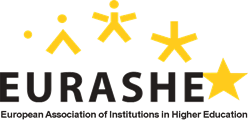 EURASHE
European Association of Institutions in Higher Education